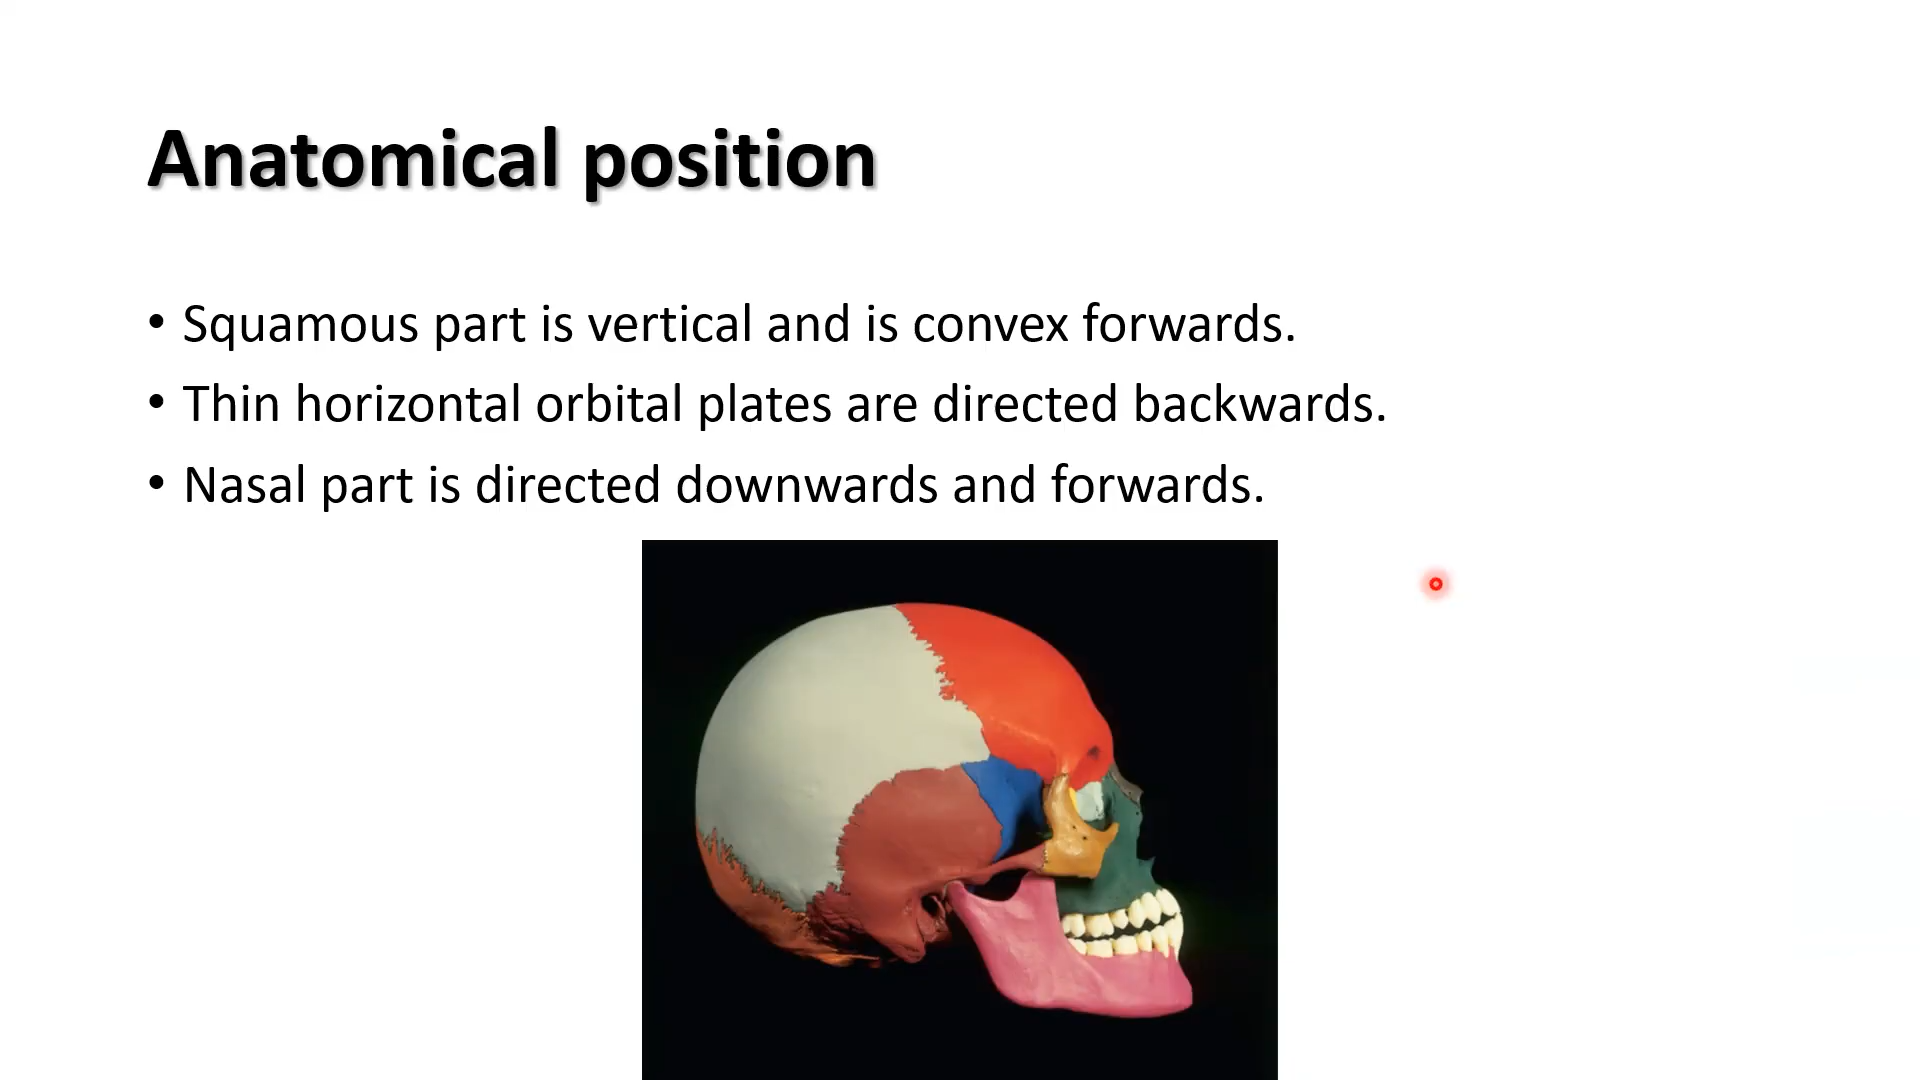 Anatomical position
• Squamous part is vertical and is convex forwards.
• Thin horizontal orbital plates are directed backwards.
• Nasal part is directed downwards and forwards.